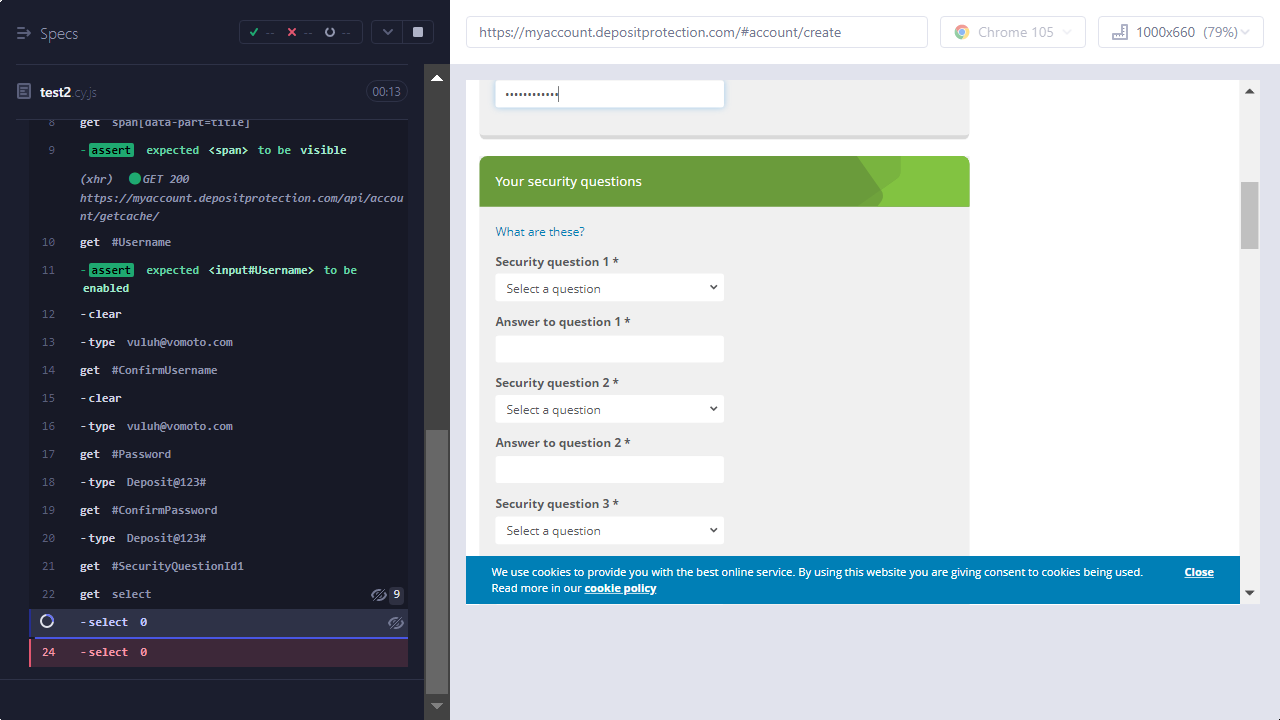 Specs
-- -- --
test2.cy.js 00:13
8 get span[data-part=title]
9 -assert expected <span> to be visible
(xhr) GET 200
https://myaccount.depositprotection.com/api/accou
nt/getcache/
10 get #Username
11 -assert expected <input#Username> to be
enabled
12 -clear
13 -type vuluh@vomoto.com
14 get #ConfirmUsername
15 -clear
16 -type vuluh@vomoto.com
17 get #Password
18 -type Deposit@123#
19 get #ConfirmPassword
20 -type Deposit@123#
21 get #SecurityQuestionId1
22 get select 9
-select 0
24 -select 0
https://myaccount.depositprotection.com/#account/create
Chrome 105
1000x660 (79%)
••••••••••••
Your security questions
What are these?
Security question 1 *
Select a question
Answer to question 1 *
Security question 2 *
Select a question
Answer to question 2 *
Security question 3 *
Select a question
We use cookies to provide you with the best online service. By using this website you are giving consent to cookies being used. Close
Read more in our cookie policy